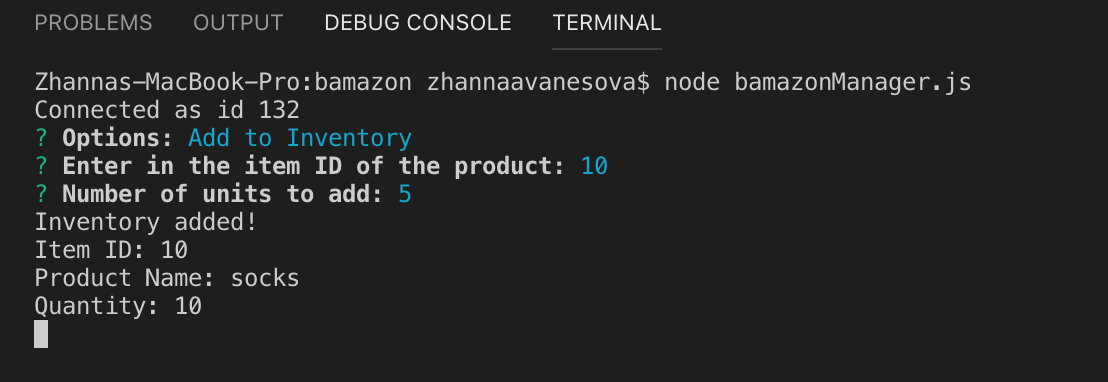 PROBLEMS OUTPUT DEBUG CONSOLE TERMINAL
Zhannas-MacBook-Pro:bamazon zhannaavanesova$ node bamazonManager.js
Connected as id 132
? Options: Add to Inventory
? Enter in the item ID of the product: 10
? Number of units to add: 5
Inventory added!
Item ID: 10
Product Name: socks
Quantity: 10